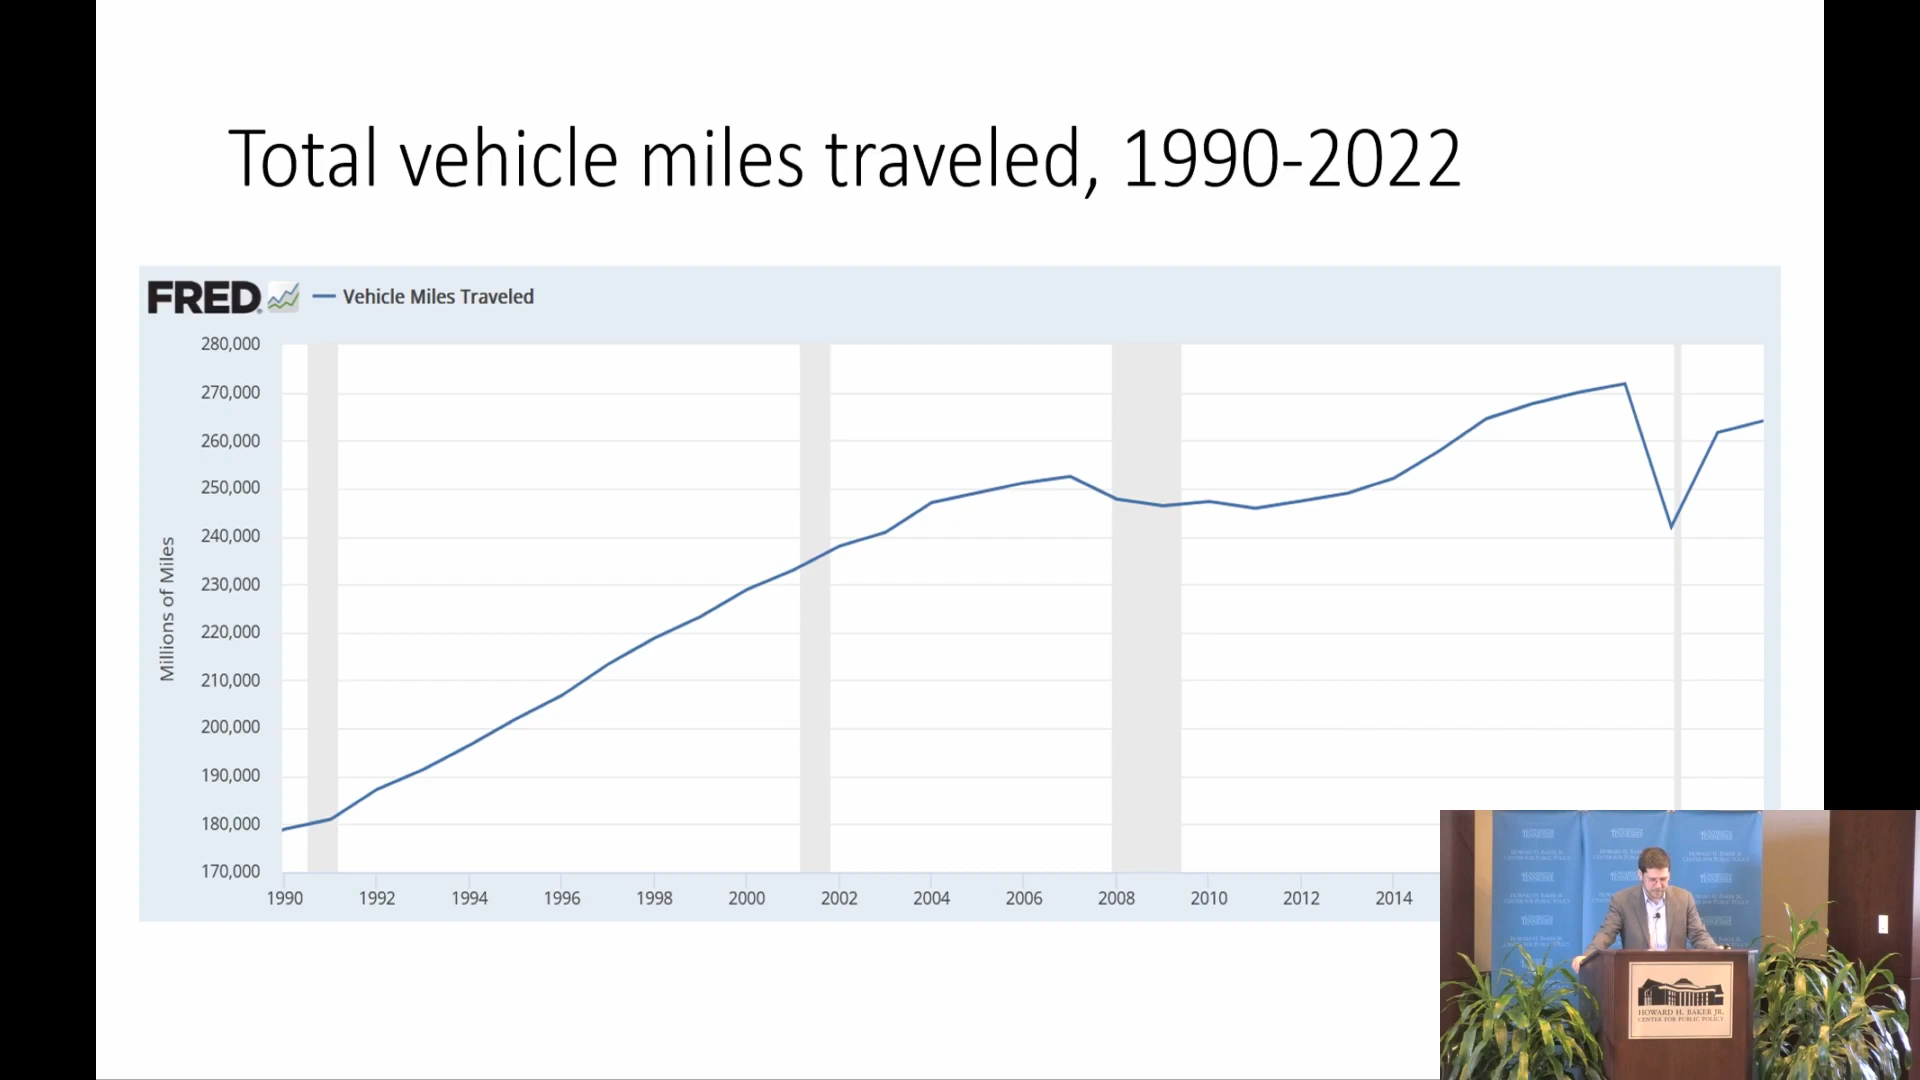 Total vehicle miles traveled, 1990-2022
FRED
Vehicle Miles Traveled
280,000
270,000
260,000
250,000
240,000
230,000
220,000
210,000
200,000
190,000
180,000
170,000
Millions of Miles
1990 1992 1994 1996 1998 2000 2002 2004 2006 2008 2010 2012 2014
HOWARD H. BAKER JR.
CENTER FOR PUBLIC POLICY